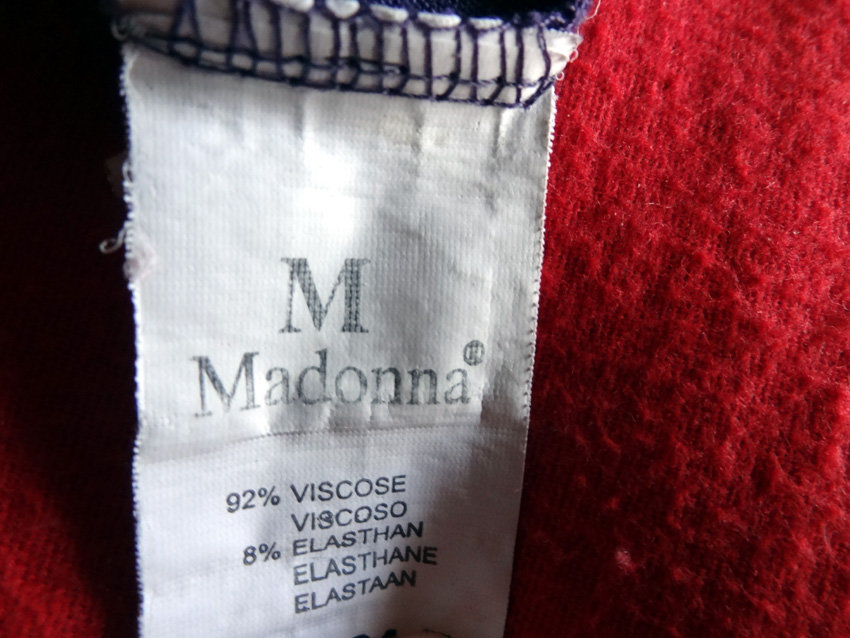 M
Madonna®
92% VISCOSE
VISCOSO
8% ELASTHAN
ELASTHANE
ELASTAAN